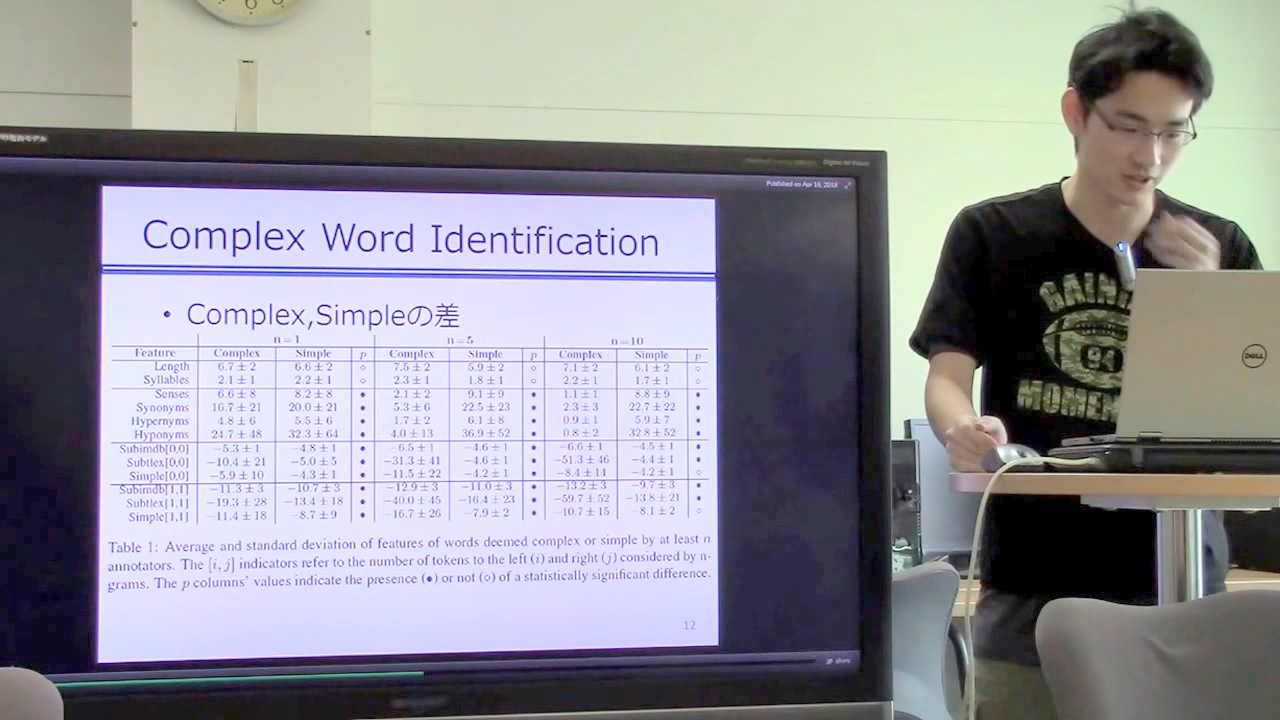 の改善モデル
Published on Apr 18, 2013
Complex Word Identification
• Complex,Simpleの差
n=1 n=5 n=10
Feature Complex Simple p Complex Simple p Complex Simple p
Length 6.7 ± 2 6.6 ± 2 ○ 7.5 ± 2 5.9 ± 2 ○ 7.1 ± 2 6.1 ± 2 ○
Syllables 2.1 ± 1 2.2 ± 1 ○ 2.3 ± 1 1.8 ± 1 ○ 2.2 ± 1 1.7 ± 1 ○
Senses 6.6 ± 8 8.2 ± 8 • 2.1 ± 2 9.1 ± 9 • 1.1 ± 1 8.8 ± 9 •
Synonyms 16.7 ± 21 20.0 ± 21 • 5.3 ± 6 22.5 ± 23 • 2.3 ± 3 22.7 ± 22 •
Hypernyms 4.8 ± 6 5.5 ± 6 • 1.7 ± 2 6.1 ± 8 • 0.9 ± 1 5.9 ± 7 •
Hyponyms 24.7 ± 48 32.3 ± 64 • 4.0 ± 13 36.9 ± 52 • 0.8 ± 2 32.8 ± 52 •
Subimdb[0,0] −5.3 ± 1 −4.8 ± 1 • −6.5 ± 1 −4.6 ± 1 • −6.6 ± 1 −4.5 ± 1 •
Subtlex[0,0] −10.4 ± 21 −5.0 ± 5 • −31.3 ± 41 −4.6 ± 1 • −51.3 ± 46 −4.4 ± 1 •
Simple[0,0] −5.9 ± 10 −4.3 ± 1 • −11.5 ± 22 −4.2 ± 1 • −8.4 ± 14 −4.2 ± 1 ○
Subimdb[1,1] −11.3 ± 3 −10.7 ± 3 • −12.9 ± 3 −11.0 ± 3 • −13.2 ± 3 −9.7 ± 3 •
Subtlex[1,1] −19.3 ± 28 −13.4 ± 18 • −40.0 ± 45 −16.4 ± 23 • −59.7 ± 52 −13.8 ± 21 •
Simple[1,1] −11.4 ± 18 −8.7 ± 9 • −16.7 ± 26 −7.9 ± 2 • −10.7 ± 15 −8.1 ± 2 ○
Table 1: Average and standard deviation of features of words deemed complex or simple by at least n
annotators. The [i, j] indicators refer to the number of tokens to the left (i) and right (j) considered by n-
grams. The p columns' values indicate the presence (•) or not (○) of a statistically significant difference.
12
share
DELL